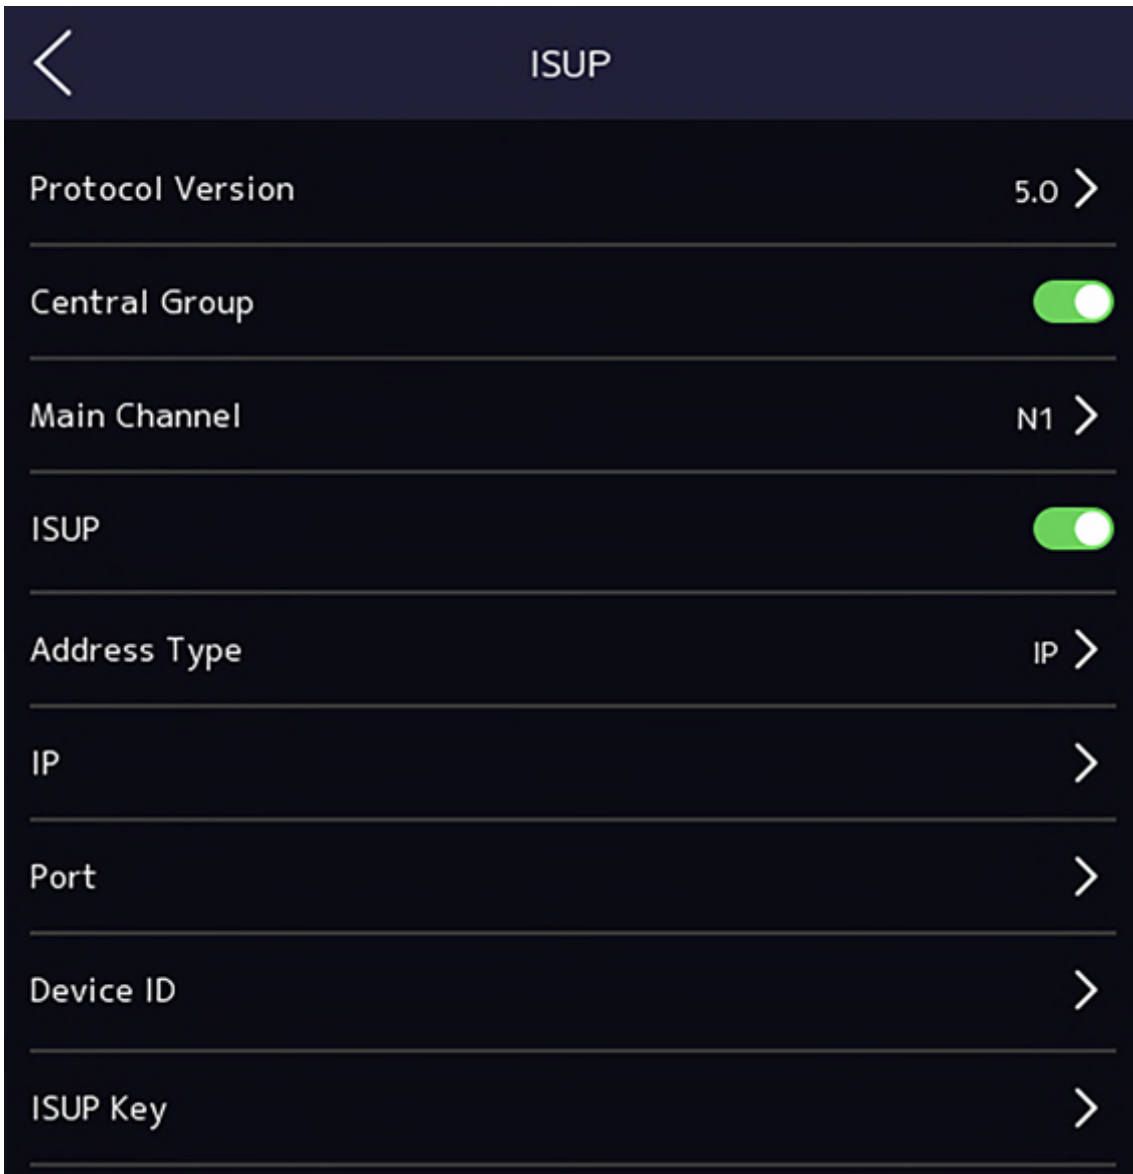 ISUP
Protocol Version 5.0
Central Group
Main Channel N1
ISUP
Address Type IP
IP
Port
Device ID
ISUP Key